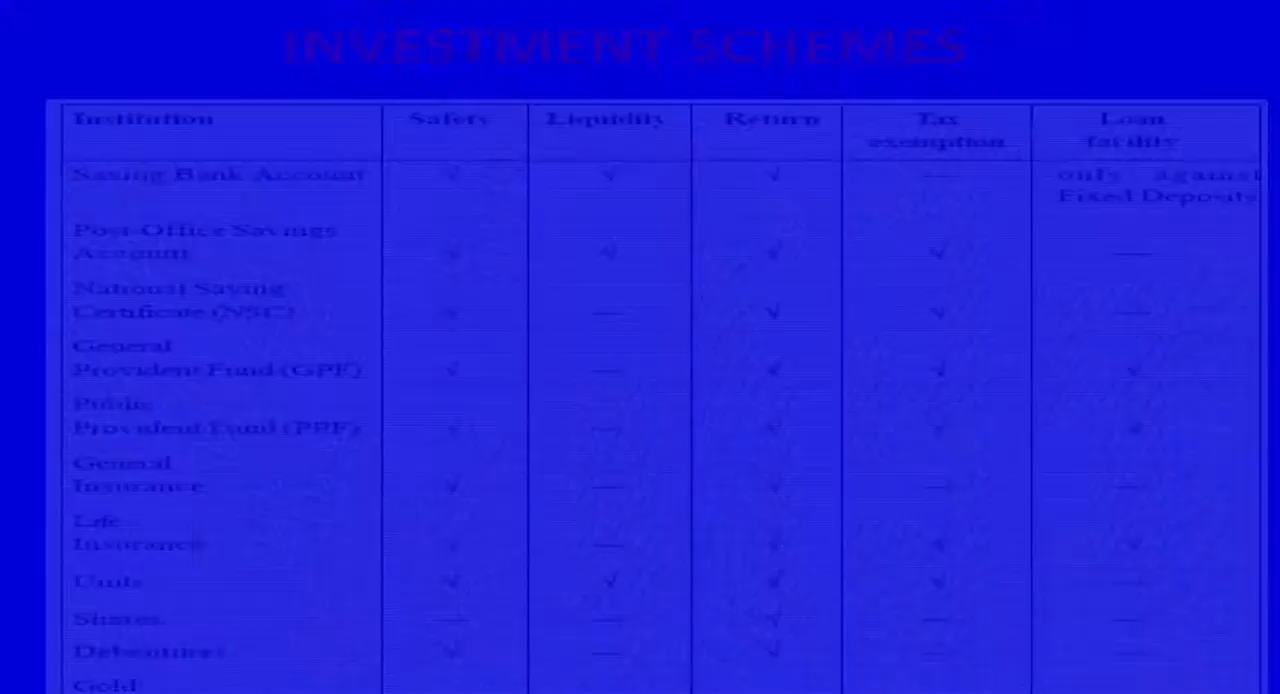 INVESTMENT SCHEMES
Institution Safety Liquidity Return Tax exemption Loan facility
Saving Bank Account √ √ √ — only against
Fixed Deposits
Post-Office Savings
Account √ √ √ √ —
National Saving
Certificate (NSC) √ — √ √ —
General
Provident Fund (GPF) √ — √ √ √
Public
Provident Fund (PPF) √ — √ √ √
General
Insurance √ — √ — —
Life
Insurance √ — √ √ √
Units √ √ √ √ —
Shares — — √ — —
Debentures √ — √ — —
Gold